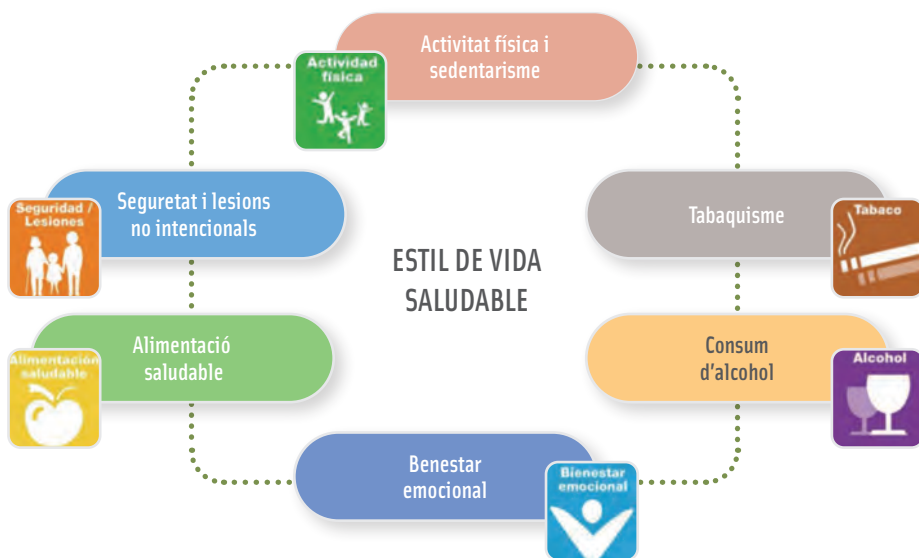 Activitat física i
sedentarisme
Actividad
física
Seguretat i lesions
no intencionals
Seguridad /
Lesiones
Tabaquisme
Tabaco
ESTIL DE VIDA
SALUDABLE
Alimentació
saludable
Alimentación
saludable
Consum
d’alcohol
Alcohol
Benestar
emocional
Bienestar
emocional